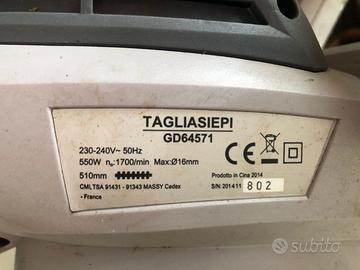 TAGLIASIEPI
GD64571
230-240V~ 50Hz
550W n₀:1700/min Max:Ø16mm
510mm
CMLTSA 91431 - 91343 MASSY Cedex
- France
CE
Prodotto in Cina 2014
S/N:201411 802
subito